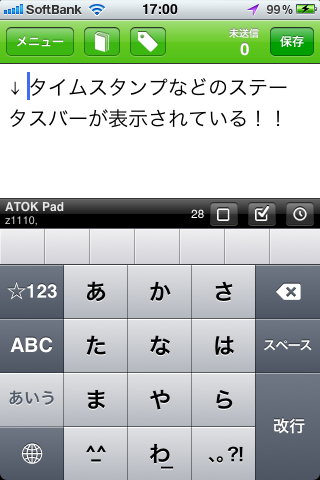 SoftBank 17:00 99%
メニュー 未送信 0 保存
↓タイムスタンプなどのステー
タスバーが表示されている！！
ATOK Pad
z1110, 28
☆123 あ か さ
ABC た な は スペース
あいう ま や ら
改行
^_^ わ_ 、。?!